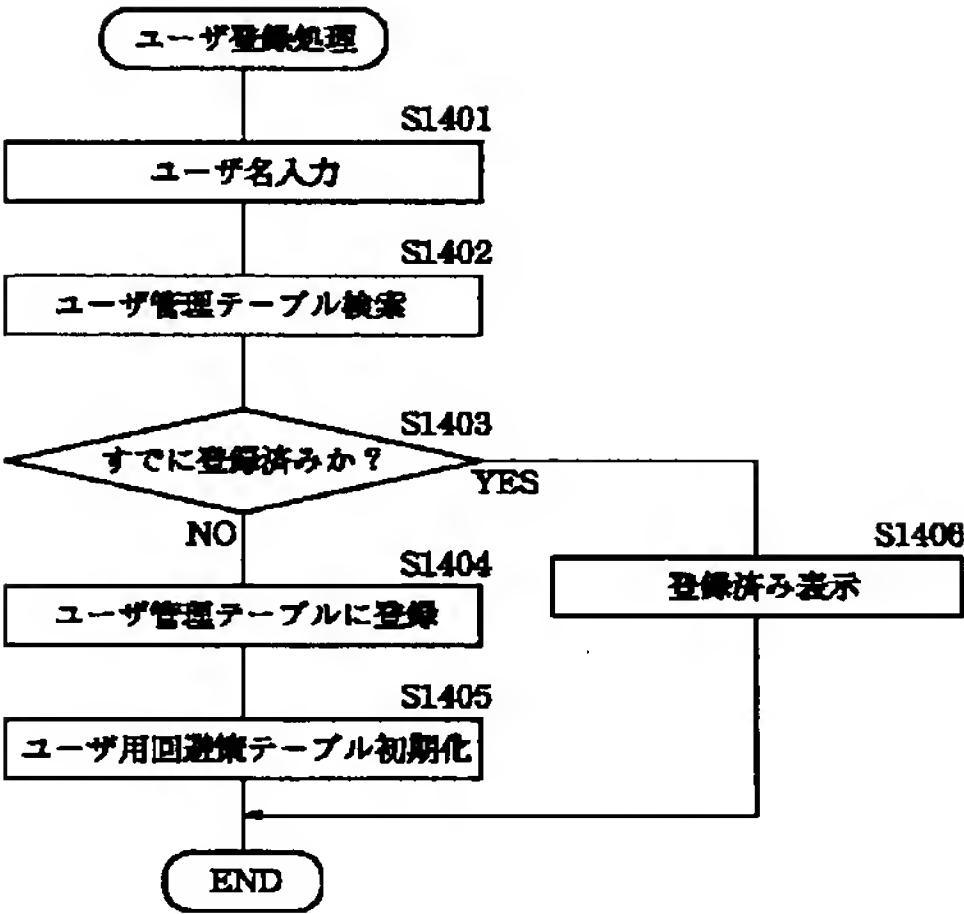 ユーザ登録処理
S1401
ユーザ名入力
S1402
ユーザ管理テーブル検索
S1403
すでに登録済みか？
YES
NO
S1404
ユーザ管理テーブルに登録
S1406
登録済み表示
S1405
ユーザ用回避策テーブル初期化
END